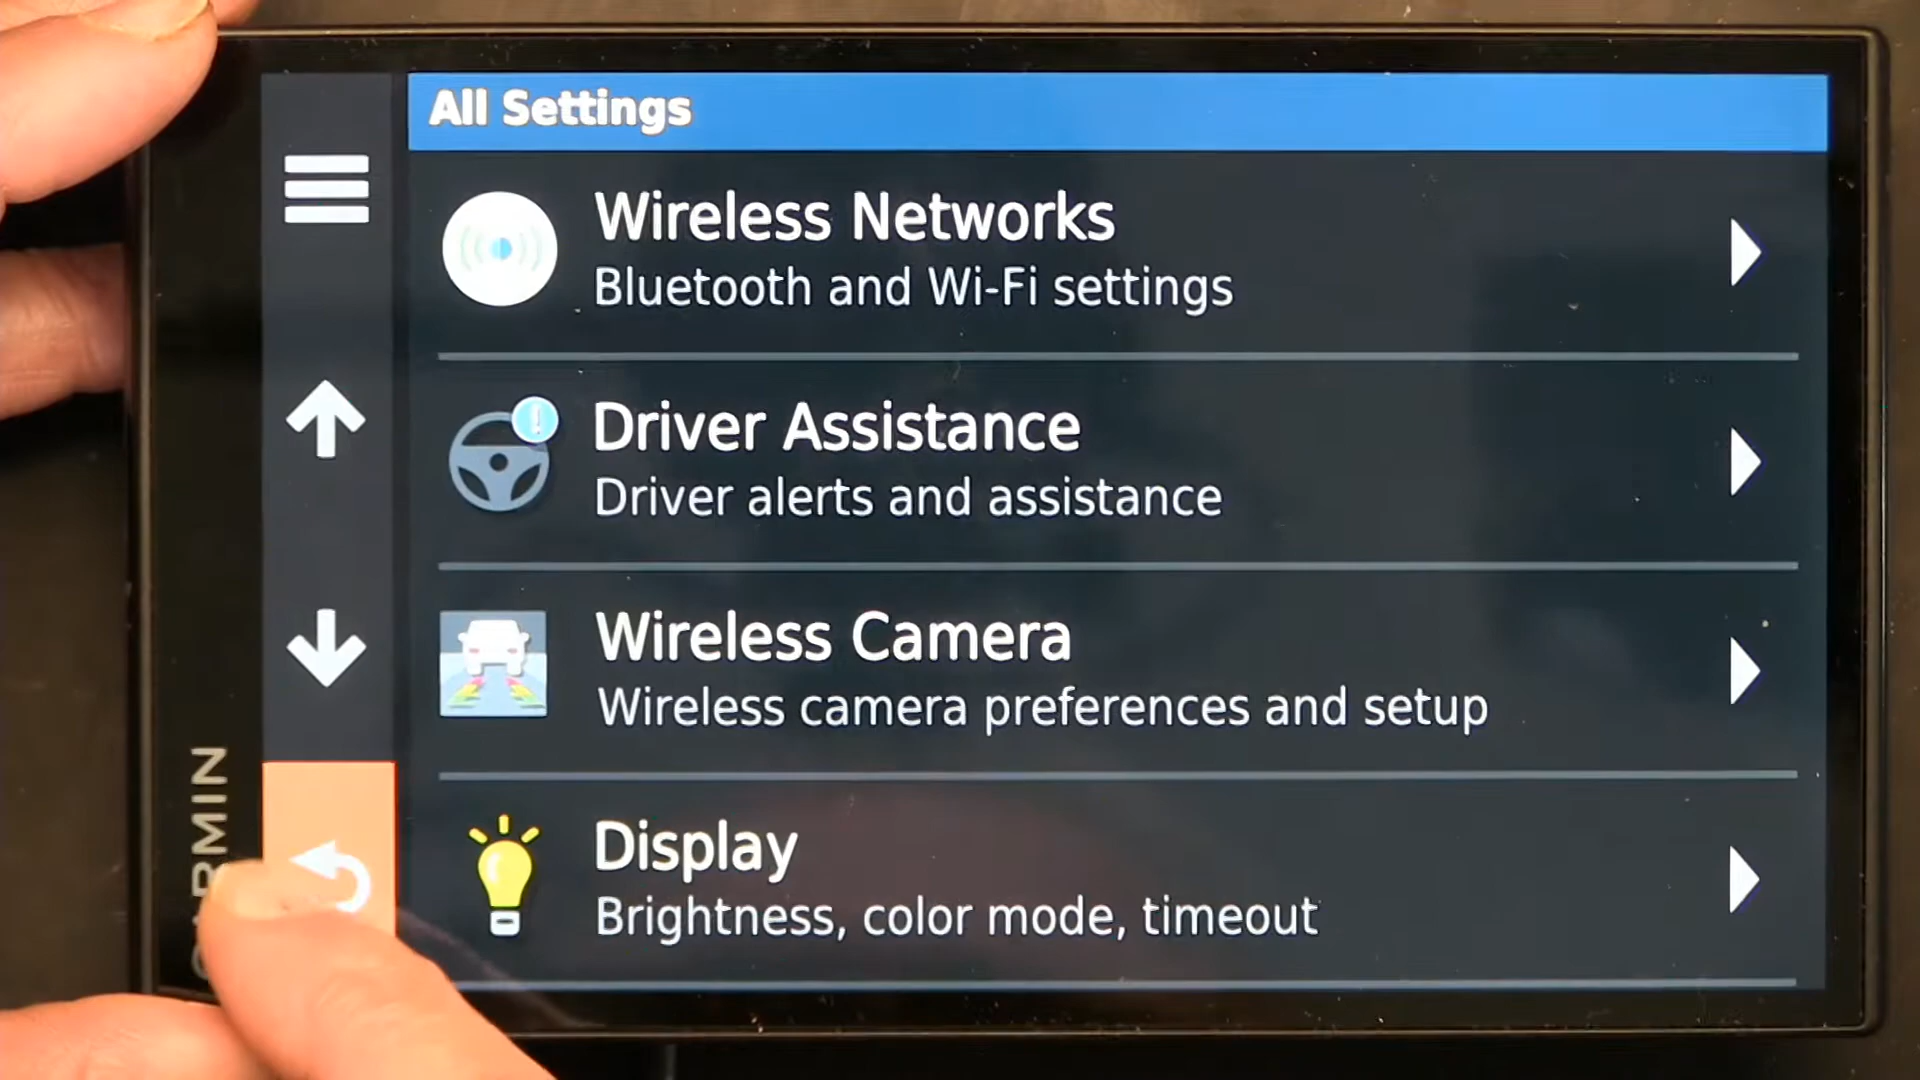 All Settings
Wireless Networks
Bluetooth and Wi-Fi settings
Driver Assistance
Driver alerts and assistance
Wireless Camera
Wireless camera preferences and setup
Display
Brightness, color mode, timeout
GARMIN